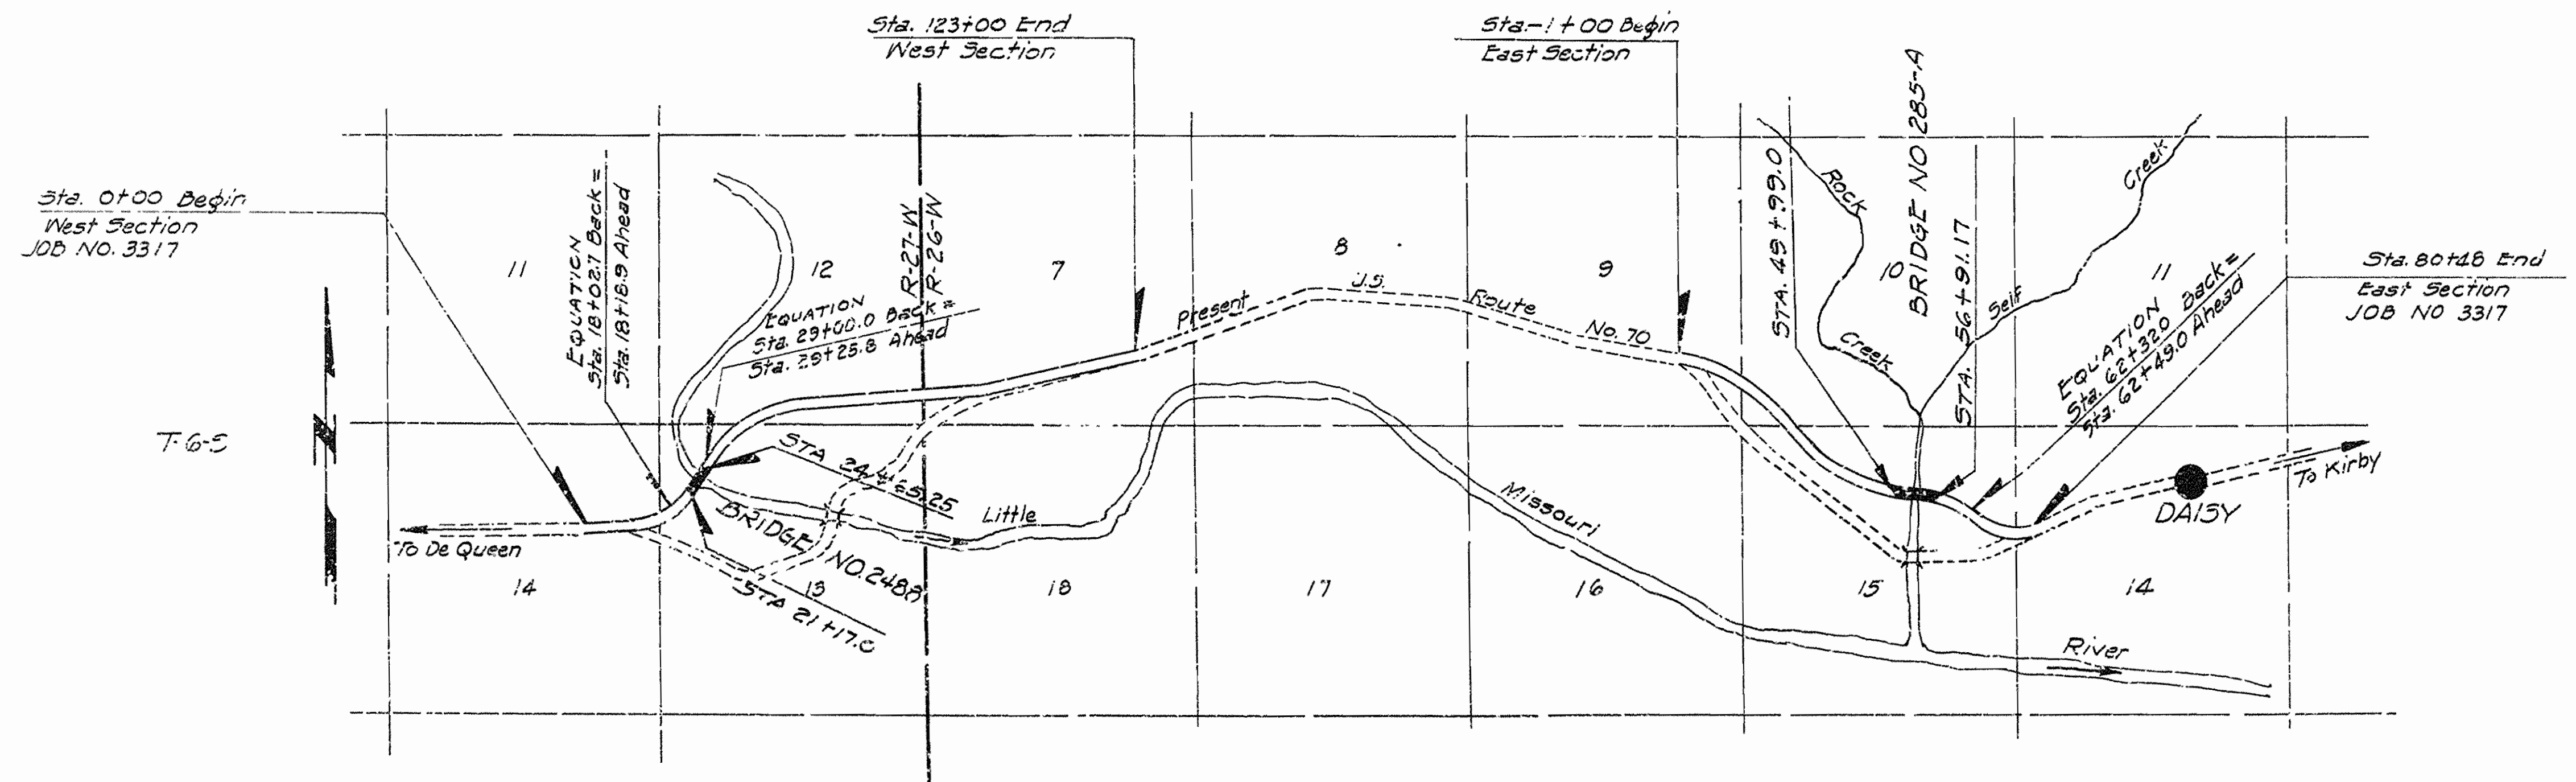 Sta. 123+00 End
West Section
Sta.-1+00 Begin
East Section
Sta. 0+00 Begin
West Section
JOB NO. 3317
EQUATION
Sta. 18+02.7 Back =
Sta. 18+18.9 Ahead
11
12
R-27-W
R-26-W
7
8
9
10
11
EQUATION
Sta. 29+00.0 Back =
Sta. 29+25.8 Ahead
Present
U.S.
Route
No. 70
STA. 49+99.0
BRIDGE NO 285-A
STA. 56+91.17
Rock
Creek
Self
Creek
EQUATION
Sta. 62+32.0 Back =
Sta. 62+49.0 Ahead
Sta. 80+48 End
East Section
JOB NO 3317
T-6-S
N
STA 24+65.25
BRIDGE NO. 2488
STA 21+17.0
To De Queen
Little
Missouri
River
To Kirby
DAISY
14
13
18
17
16
15
14